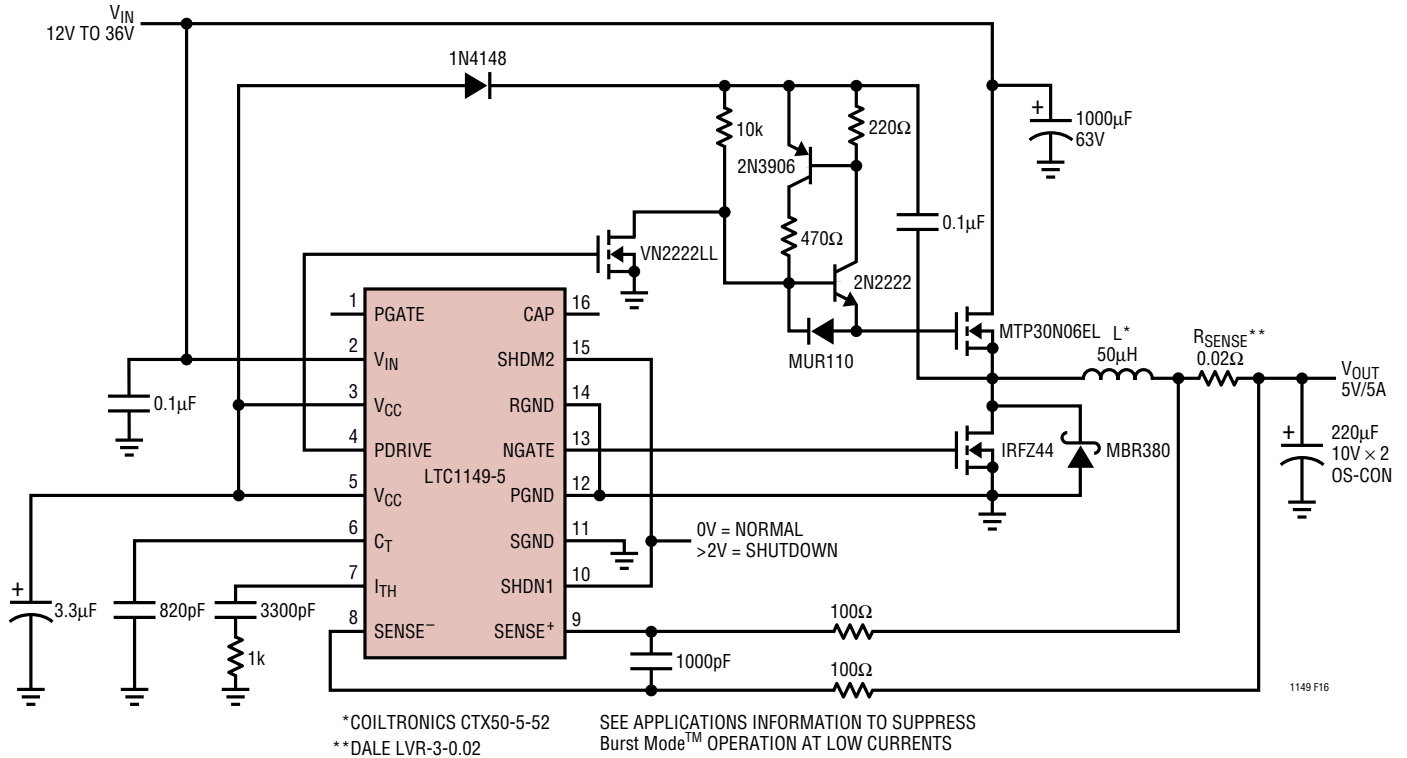 VIN
12V TO 36V
1N4148
10k
220Ω
2N3906
+
1000µF
63V
0.1µF
470Ω
VN2222LL
2N2222
MUR110
MTP30N06EL
L*
50µH
RSENSE**
0.02Ω
VOUT
5V/5A
1
PGATE
CAP
16
2
VIN
SHDM2
15
0.1µF
3
VCC
RGND
14
4
PDRIVE
NGATE
13
IRFZ44
MBR380
+
220µF
10V × 2
OS-CON
LTC1149-5
5
VCC
PGND
12
6
CT
SGND
11
0V = NORMAL
>2V = SHUTDOWN
7
ITH
SHDN1
10
+
3.3µF
820pF
3300pF
1k
8
SENSE–
SENSE+
9
100Ω
1000pF
100Ω
1149 F16
*COILTRONICS CTX50-5-52
**DALE LVR-3-0.02
SEE APPLICATIONS INFORMATION TO SUPPRESS
Burst Mode™ OPERATION AT LOW CURRENTS